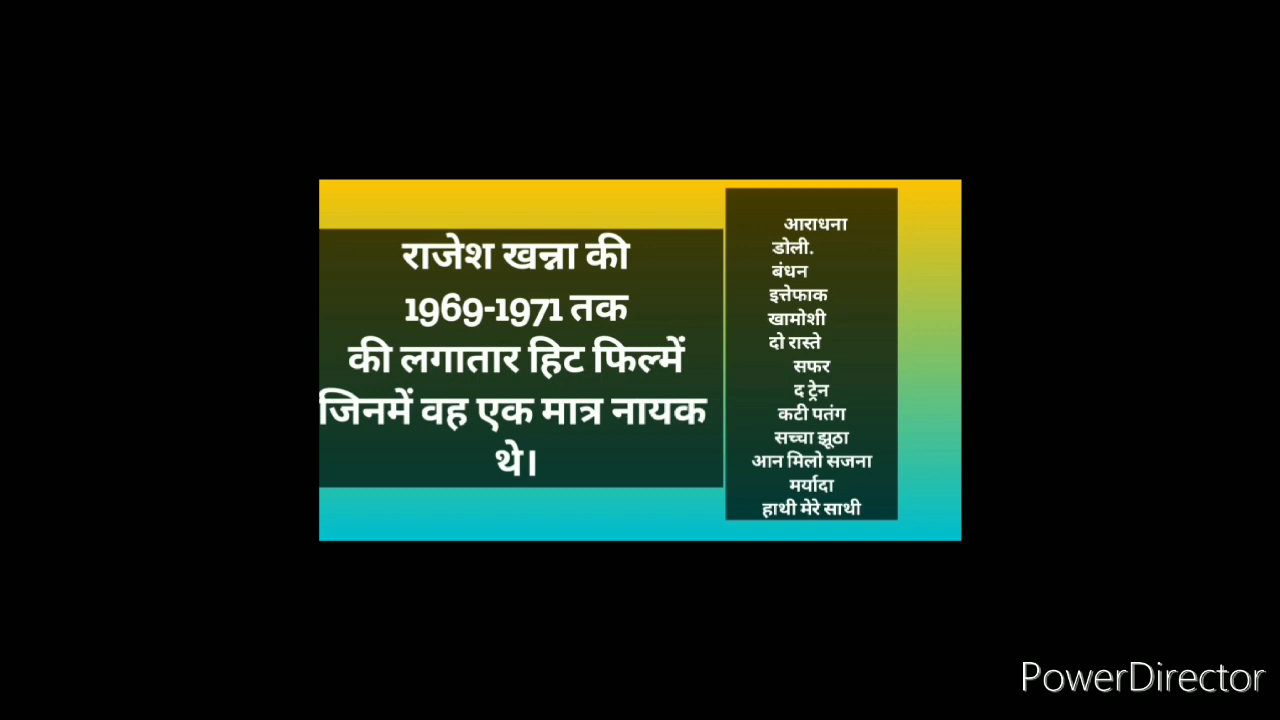 राजेश खन्ना की
1969-1971 तक
की लगातार हिट फिल्में
जिनमें वह एक मात्र नायक
थे।
आराधना
डोली.
बंधन
इत्तेफाक
खामोशी
दो रास्ते
सफर
द ट्रेन
कटी पतंग
सच्चा झूठा
आन मिलो सजना
मर्यादा
हाथी मेरे साथी
PowerDirector